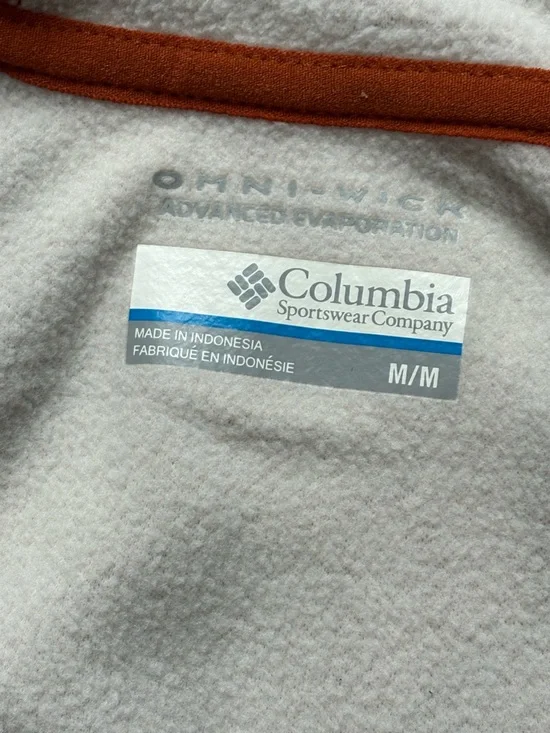 OMNI-WICK
ADVANCED EVAPORATION
Columbia
Sportswear Company
MADE IN INDONESIA
FABRIQUÉ EN INDONÉSIE
M/M